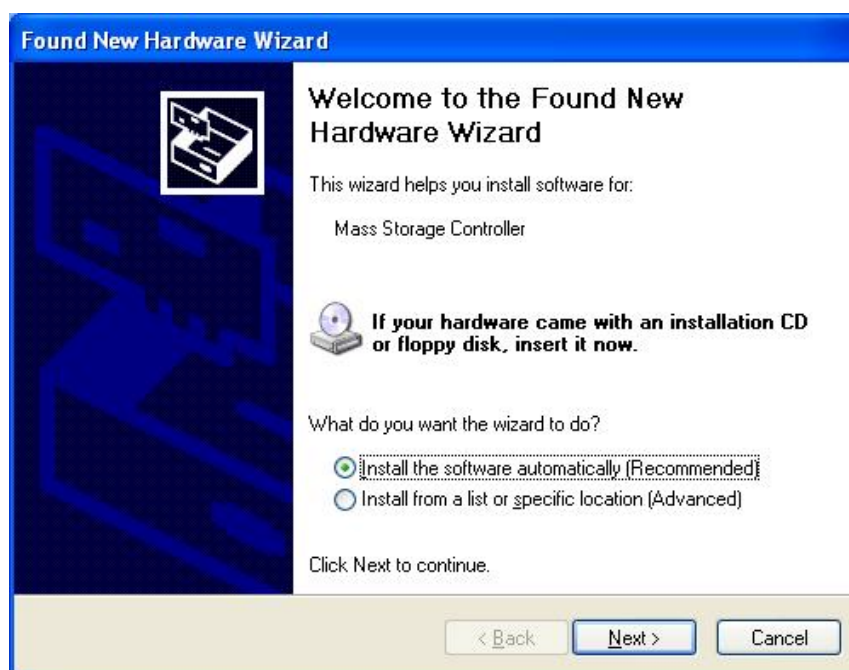 Found New Hardware Wizard
Welcome to the Found New
Hardware Wizard
This wizard helps you install software for:
Mass Storage Controller
If your hardware came with an installation CD
or floppy disk, insert it now.
What do you want the wizard to do?
Install the software automatically (Recommended)
Install from a list or specific location (Advanced)
Click Next to continue.
< Back Next > Cancel